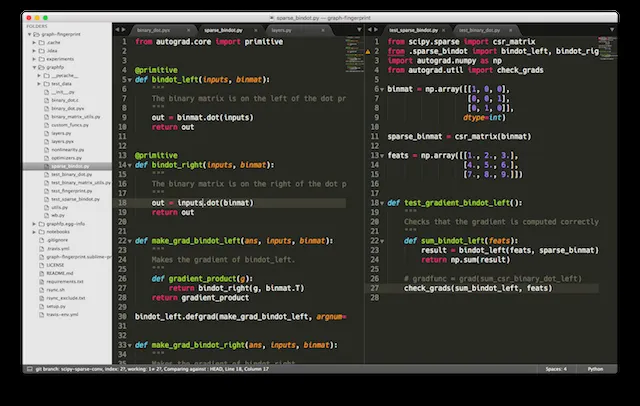 sparse_bindot.py — graph-fingerprint
FOLDERS
graph-fingerprint
.cache
.idea
experiments
graphfp
__pycache__
test_data
__init__.py
binary_dot.c
binary_dot.pyx
binary_matrix_utils.py
custom_funcs.py
layers.py
layers.pyx
nonlinearity.py
optimizers.py
sparse_bindot.py
test_binary_dot.py
test_binary_matrix_utils.py
test_fingerprint.py
test_sparse_bindot.py
utils.py
wb.py
graphfp.egg-info
notebooks
.gitignore
.travis.yml
graph-fingerprint.sublime-pro
LICENSE
README.md
requirements.txt
rsync.sh
rsync_exclude.txt
setup.py
travis-env.yml
binary_dot.pyx
sparse_bindot.py
layers.py
1 from autograd.core import primitive
2
3
4 @primitive
5 def bindot_left(inputs, binmat):
6 """
7 The binary matrix is on the left of the dot pr
8 """
9 out = binmat.dot(inputs)
10 return out
11
12
13 @primitive
14 def bindot_right(inputs, binmat):
15 """
16 The binary matrix is on the right of the dot p
17 """
18 out = inputs.dot(binmat)
19 return out
20
21
22 def make_grad_bindot_left(ans, inputs, binmat):
23 """
24 Makes the gradient of bindot_left.
25 """
26 def gradient_product(g):
27 return bindot_right(g, binmat.T)
28 return gradient_product
29
30 bindot_left.defgrad(make_grad_bindot_left, argnum=
31
32
33 def make_grad_bindot_right(ans, inputs, binmat):
34 """
35 Makes the gradient of bindot_right.
test_sparse_bindot.py
test_binary_dot.py
1 from scipy.sparse import csr_matrix
2 from .sparse_bindot import bindot_left, bindot_rig
3 import autograd.numpy as np
4 from autograd.util import check_grads
5
6 binmat = np.array([[1, 0, 0],
7 [0, 0, 1],
8 [0, 1, 0]],
9 dtype=int)
10
11 sparse_binmat = csr_matrix(binmat)
12
13 feats = np.array([[1., 2., 3.],
14 [4., 5., 6.],
15 [7., 8., 9.]])
16
17
18 def test_gradient_bindot_left():
19 """
20 Checks that the gradient is computed correctly
21 """
22 def sum_bindot_left(feats):
23 result = bindot_left(feats, sparse_binmat)
24 return np.sum(result)
25
26 # gradfunc = grad(sum_csr_binary_dot_left)
27 check_grads(sum_bindot_left, feats)
28
git branch: scipy-sparse-conv, index: 2?, working: 1≠ 2?, Comparing against : HEAD, Line 18, Column 17
Spaces: 4
Python